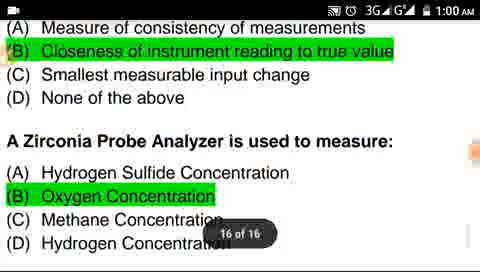 3G G 1:00 AM
(A) Measure of consistency of measurements
(B) Closeness of instrument reading to true value
(C) Smallest measurable input change
(D) None of the above
A Zirconia Probe Analyzer is used to measure:
(A) Hydrogen Sulfide Concentration
(B) Oxygen Concentration
(C) Methane Concentration
(D) Hydrogen Concentration
16 of 16